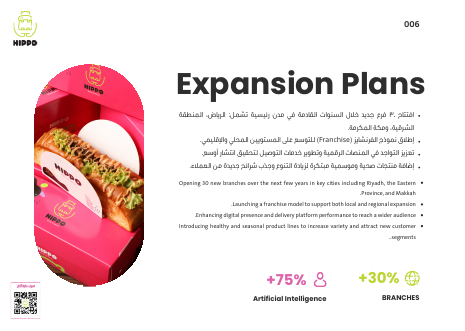 HIPPO
006
Expansion Plans
• افتتاح ٣٠ فرع جديد خلال السنوات القادمة في مدن رئيسية تشمل: الرياض، المنطقة
الشرقية، ومكة المكرمة.
• إطلاق نموذج الفرنشايز (Franchise) للتوسع على المستويين المحلي والإقليمي.
• تعزيز التواجد في المنصات الرقمية وتطوير خدمات التوصيل لتحقيق انتشار أوسع.
• إضافة منتجات صحية وموسمية مبتكرة لزيادة التنوع وجذب شرائح جديدة من العملاء.
Opening 30 new branches over the next few years in key cities including Riyadh, the Eastern •
.Province, and Makkah
.Launching a franchise model to support both local and regional expansion •
.Enhancing digital presence and delivery platform performance to reach a wider audience •
Introducing healthy and seasonal product lines to increase variety and attract new customer •
..segments
HIPPO
HIPPO
HIPPO
+75%
Artificial Intelligence
+30%
BRANCHES